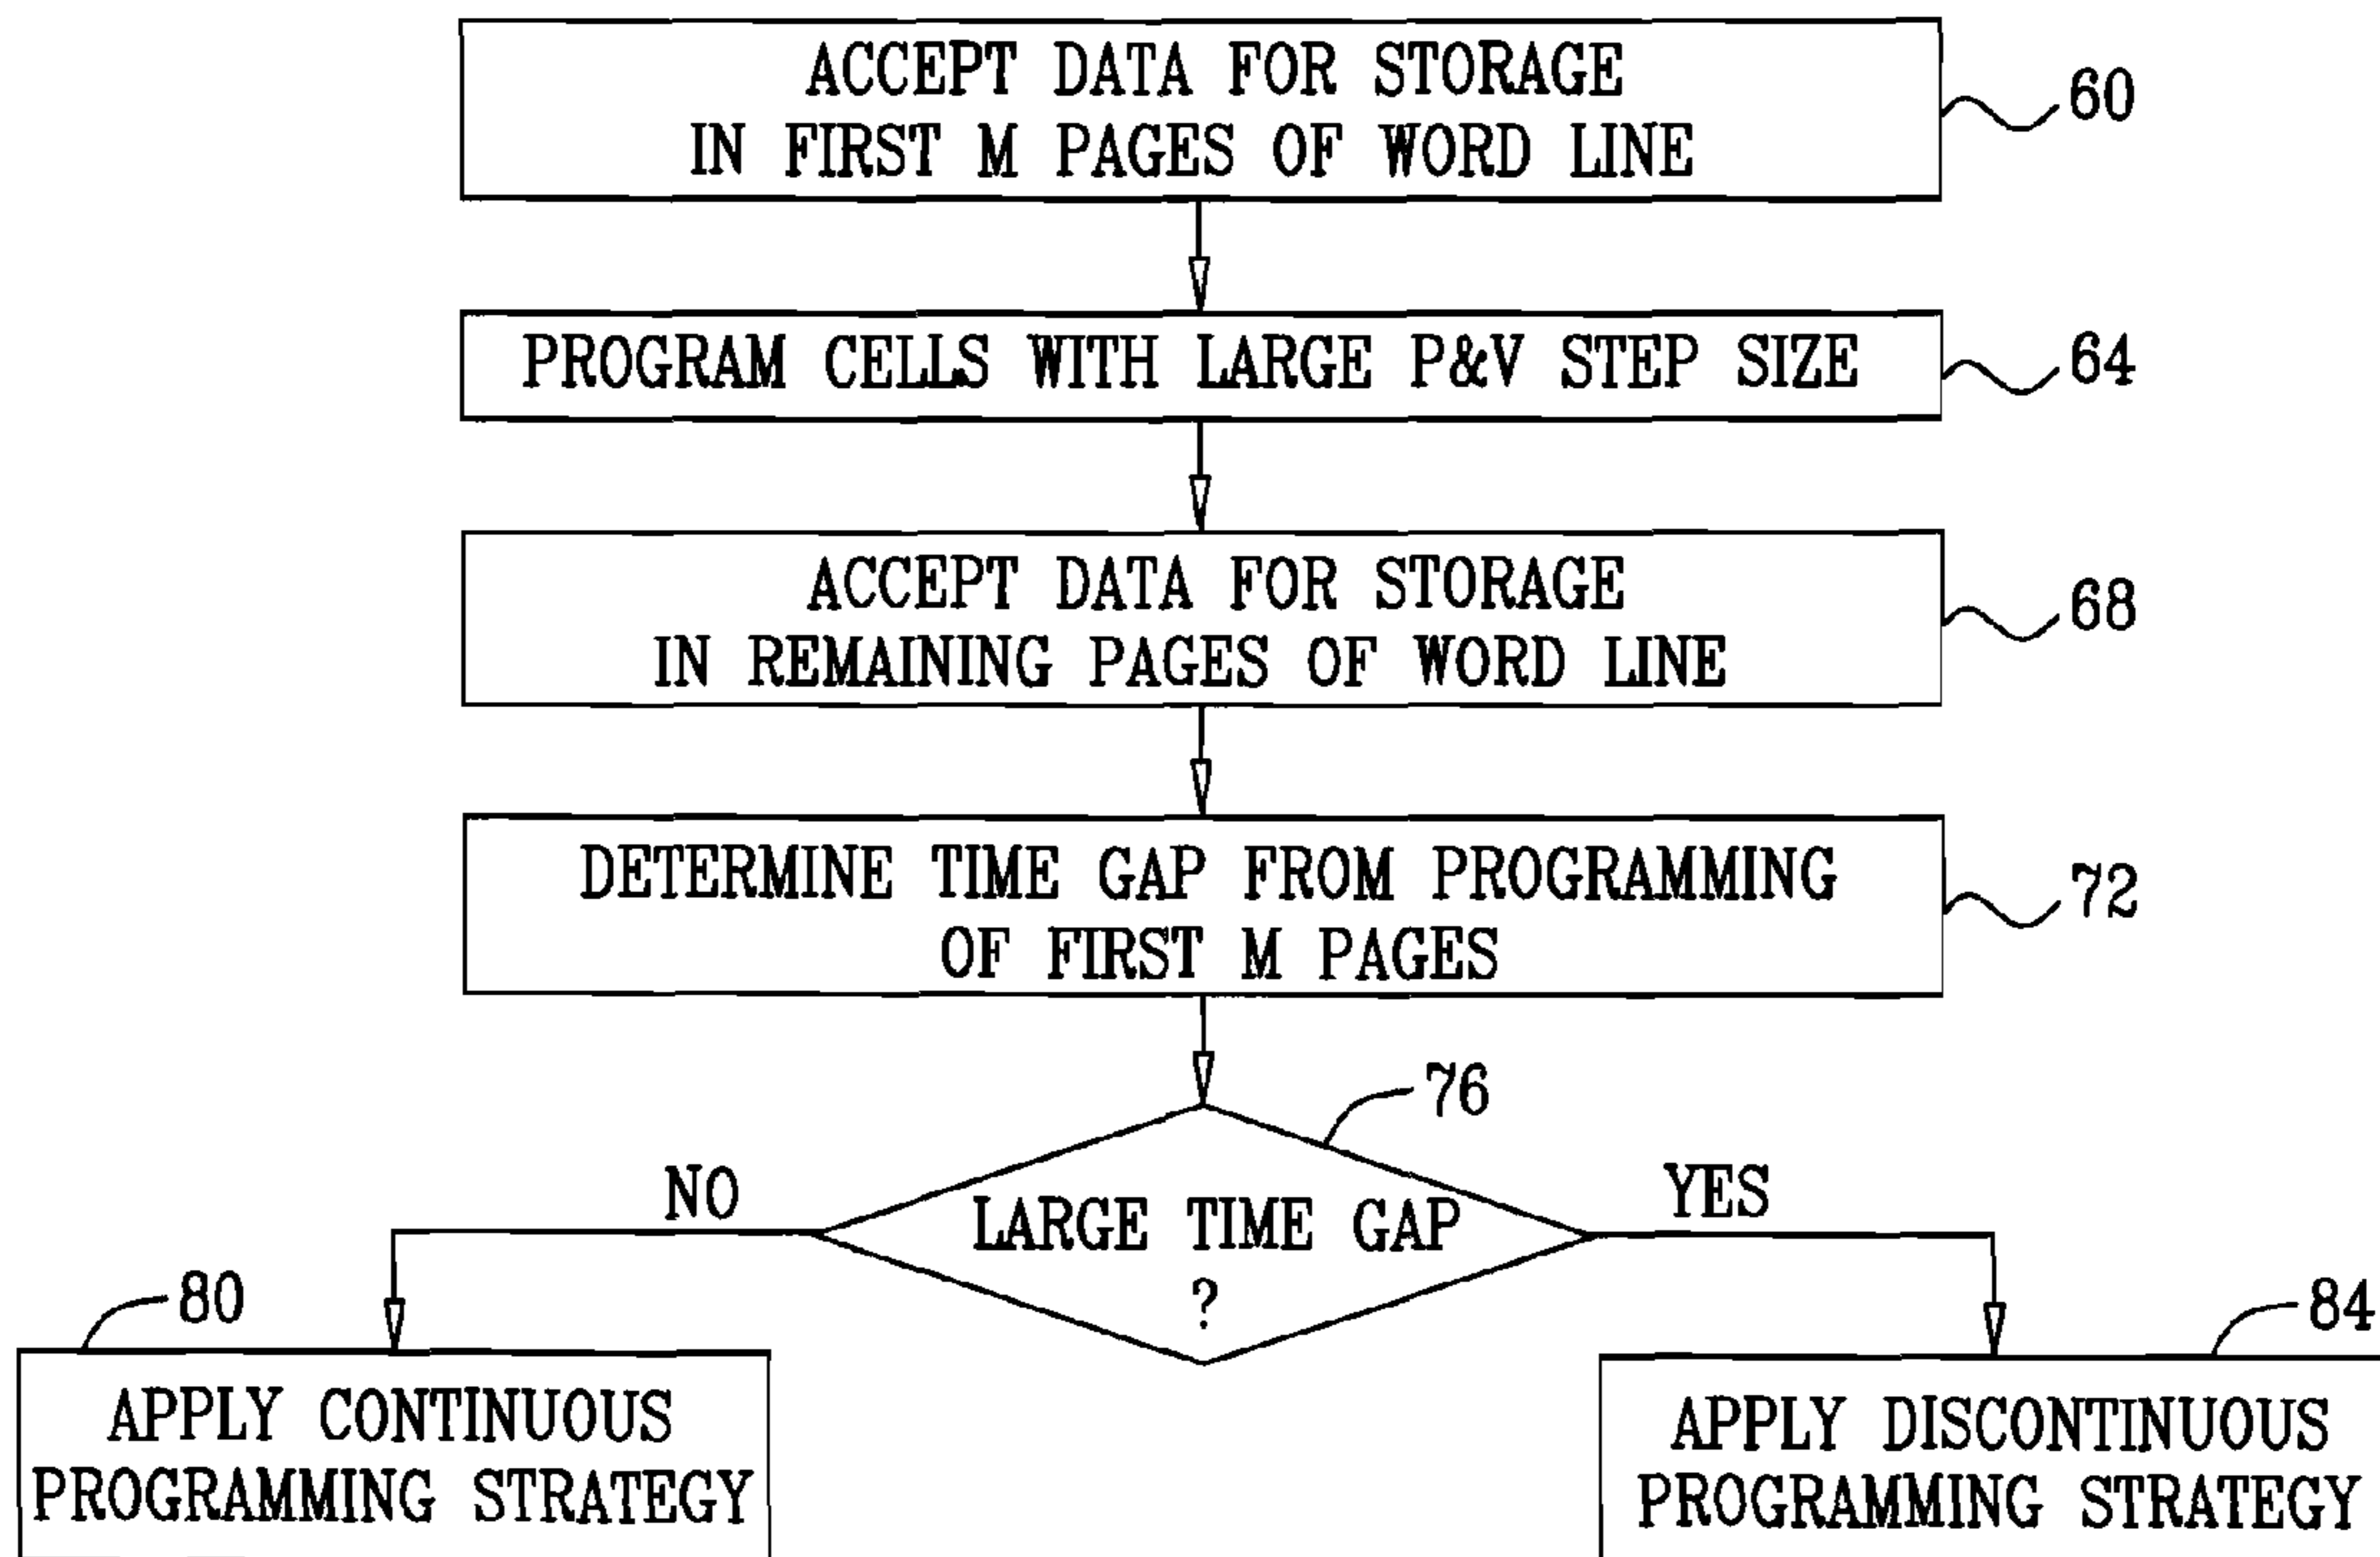 ACCEPT DATA FOR STORAGE
IN FIRST M PAGES OF WORD LINE
60
PROGRAM CELLS WITH LARGE P&V STEP SIZE
64
ACCEPT DATA FOR STORAGE
IN REMAINING PAGES OF WORD LINE
68
DETERMINE TIME GAP FROM PROGRAMMING
OF FIRST M PAGES
72
76
NO
LARGE TIME GAP
?
YES
80
APPLY CONTINUOUS
PROGRAMMING STRATEGY
84
APPLY DISCONTINUOUS
PROGRAMMING STRATEGY